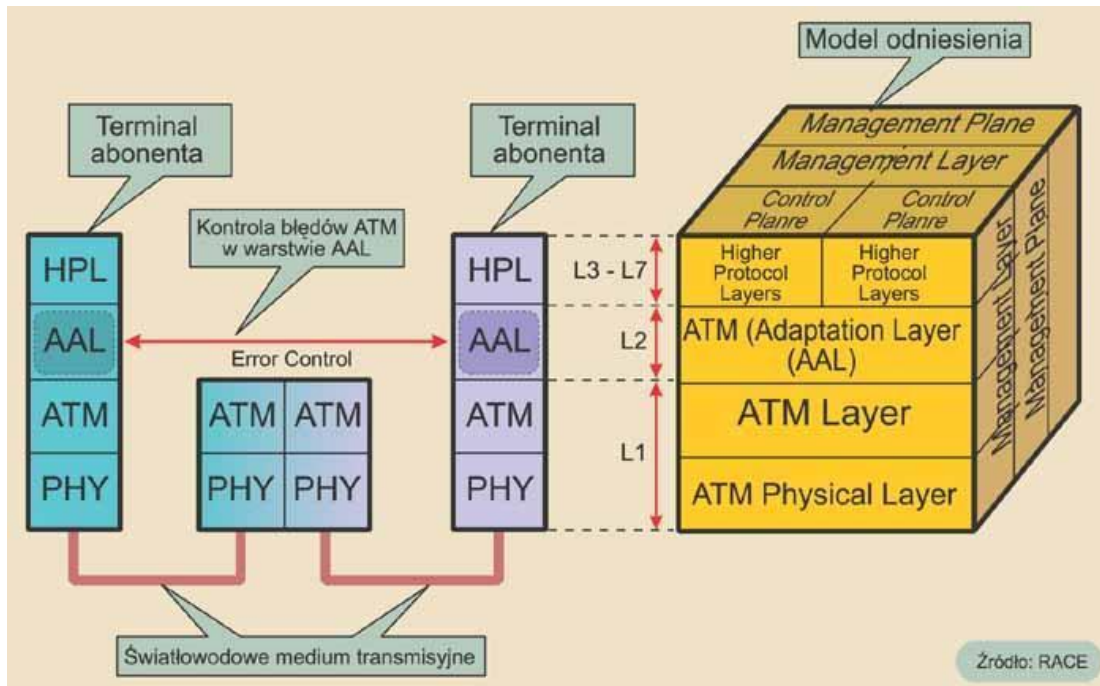 Model odniesienia
Terminal
abonenta
Terminal
abonenta
Kontrola błędów ATM
w warstwie AAL
Management Plane
Management Layer
Control
Planre
Control
Planre
HPL
AAL
ATM
PHY
Error Control
ATM ATM
PHY PHY
HPL
AAL
ATM
PHY
L3 - L7
L2
L1
Higher
Protocol
Layers
Higher
Protocol
Layers
ATM (Adaptation Layer
(AAL)
ATM Layer
ATM Physical Layer
Management Layer
Management Plane
Światłowodowe medium transmisyjne
Źródło: RACE